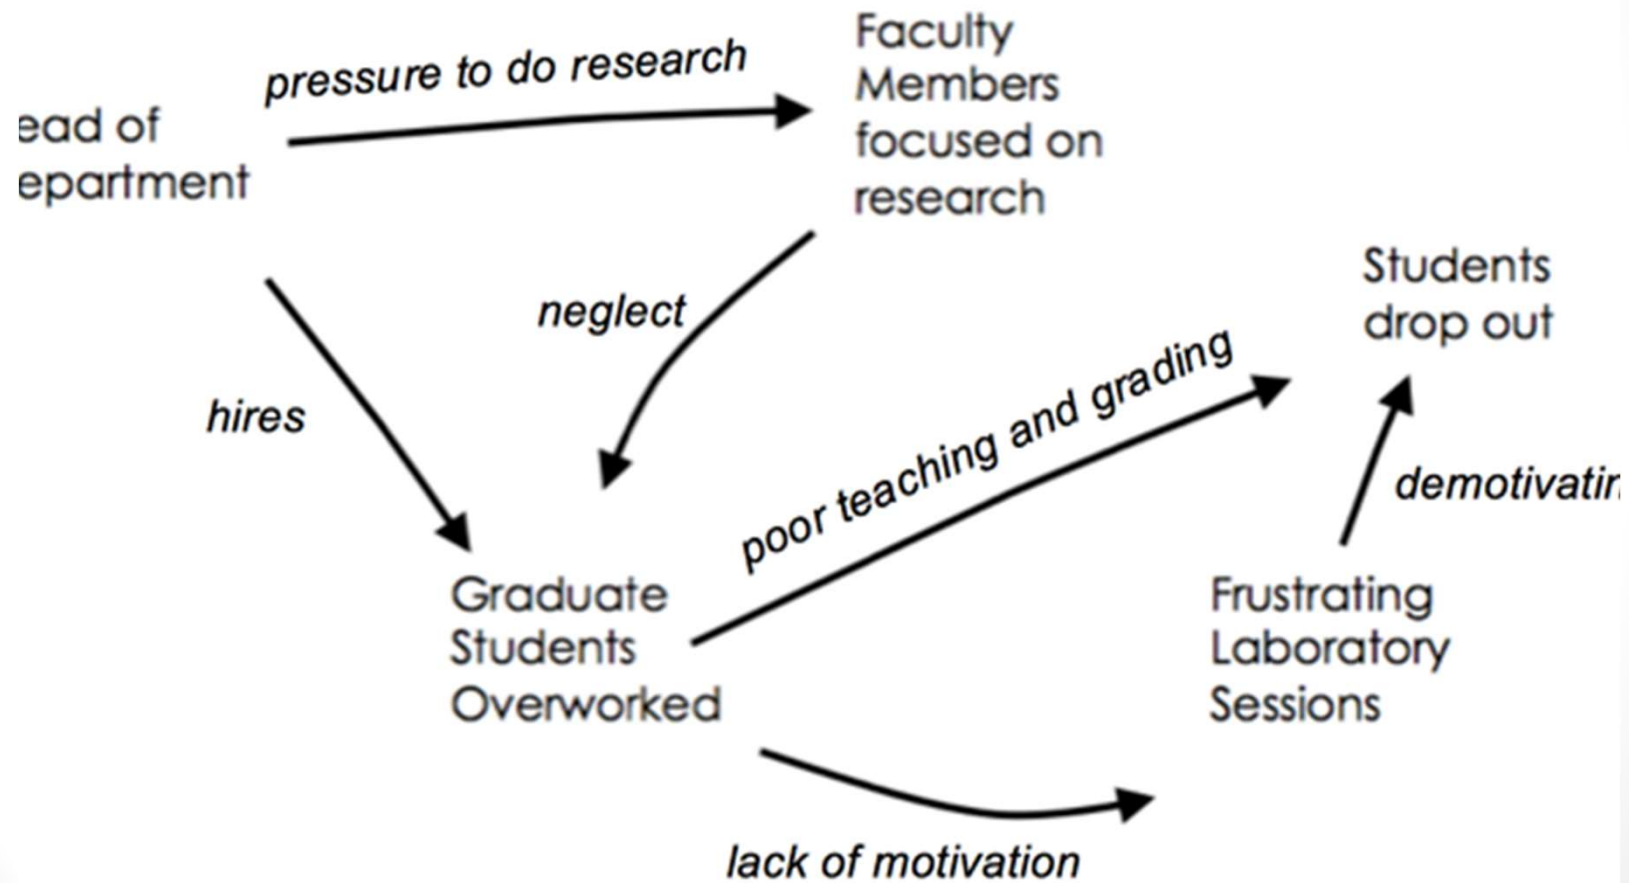 pressure to do research
ead of
epartment
Faculty
Members
focused on
research
neglect
hires
Students
drop out
poor teaching and grading
demotivatin
Graduate
Students
Overworked
Frustrating
Laboratory
Sessions
lack of motivation